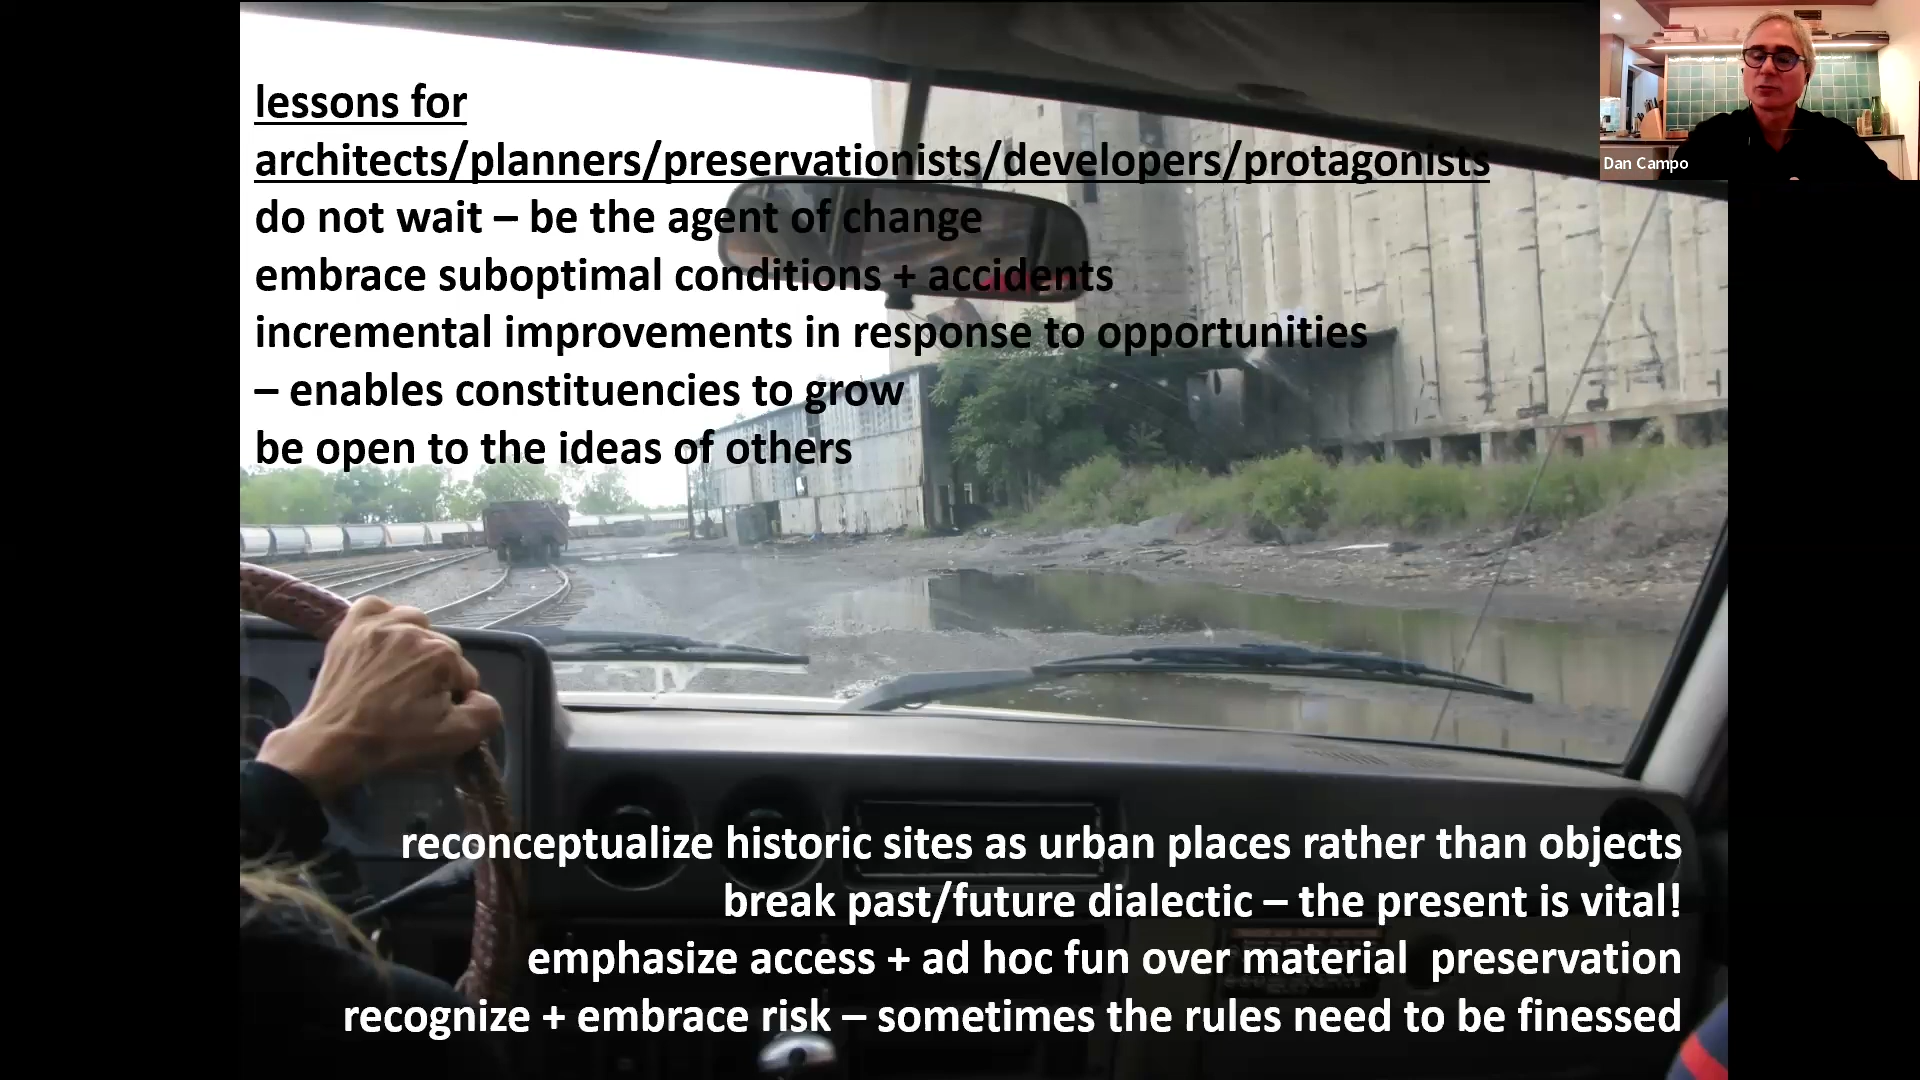 lessons for
architects/planners/preservationists/developers/protagonists
do not wait – be the agent of change
embrace suboptimal conditions + accidents
incremental improvements in response to opportunities
– enables constituencies to grow
be open to the ideas of others
Dan Campo
reconceptualize historic sites as urban places rather than objects
break past/future dialectic – the present is vital!
emphasize access + ad hoc fun over material  preservation
recognize + embrace risk – sometimes the rules need to be finessed